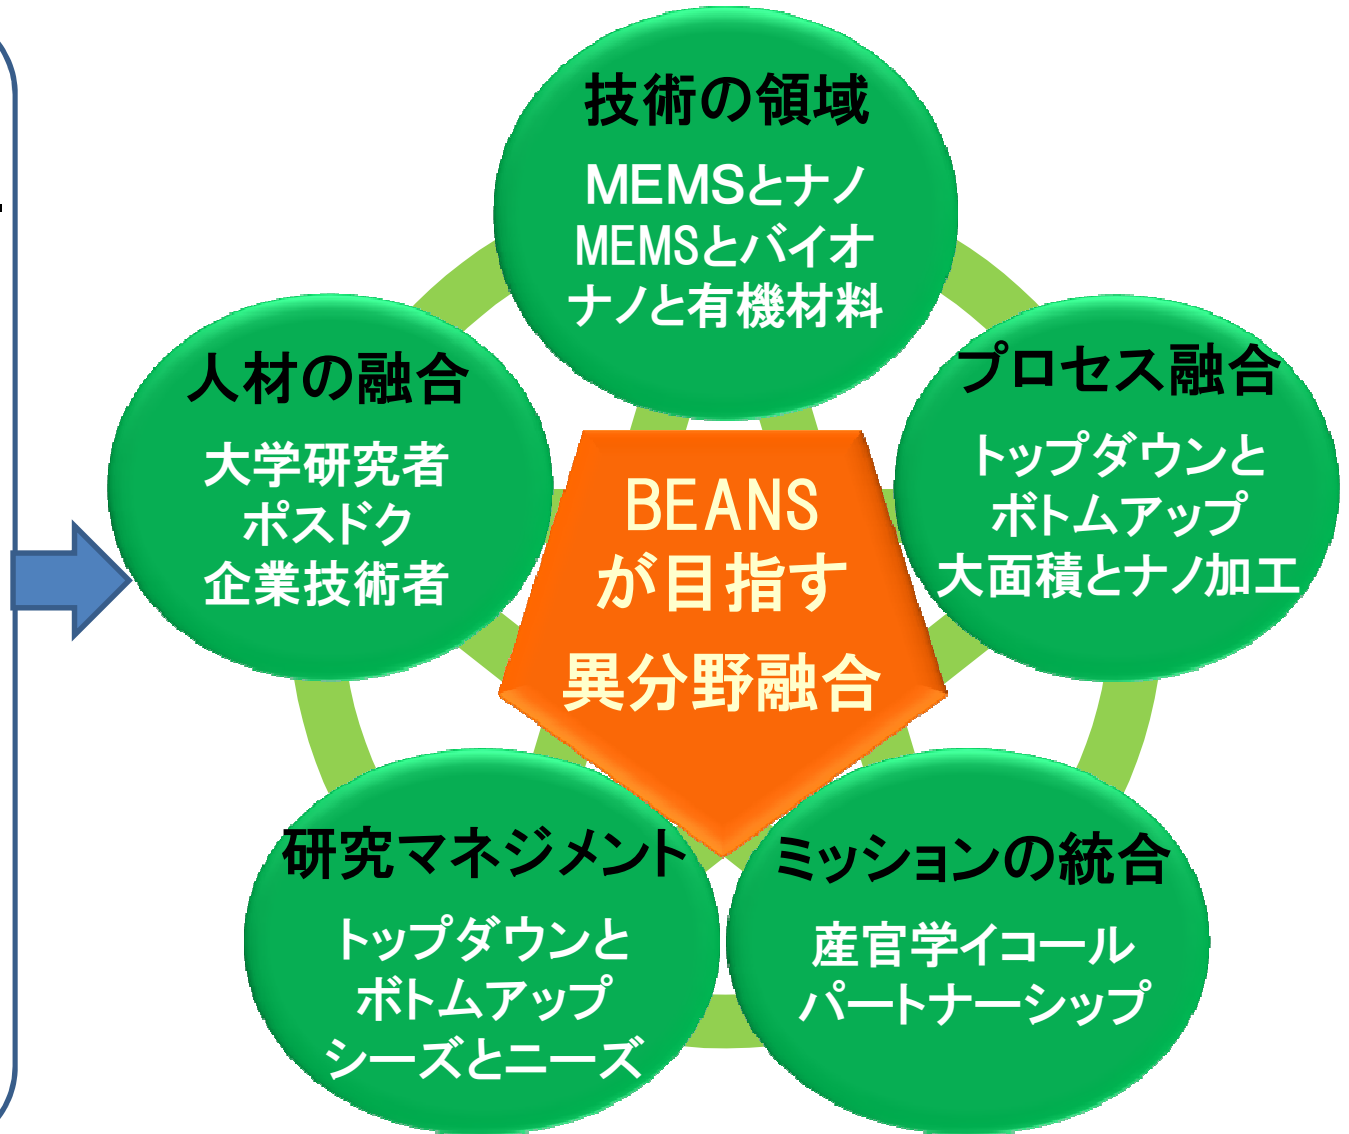 技術の領域
MEMSとナノ
MEMSとバイオ
ナノと有機材料
人材の融合
大学研究者
ポスドク
企業技術者
プロセス融合
トップダウンと
ボトムアップ
大面積とナノ加工
BEANS
が目指す
異分野融合
研究マネジメント
トップダウンと
ボトムアップ
シーズとニーズ
ミッションの統合
産官学イコール
パートナーシップ